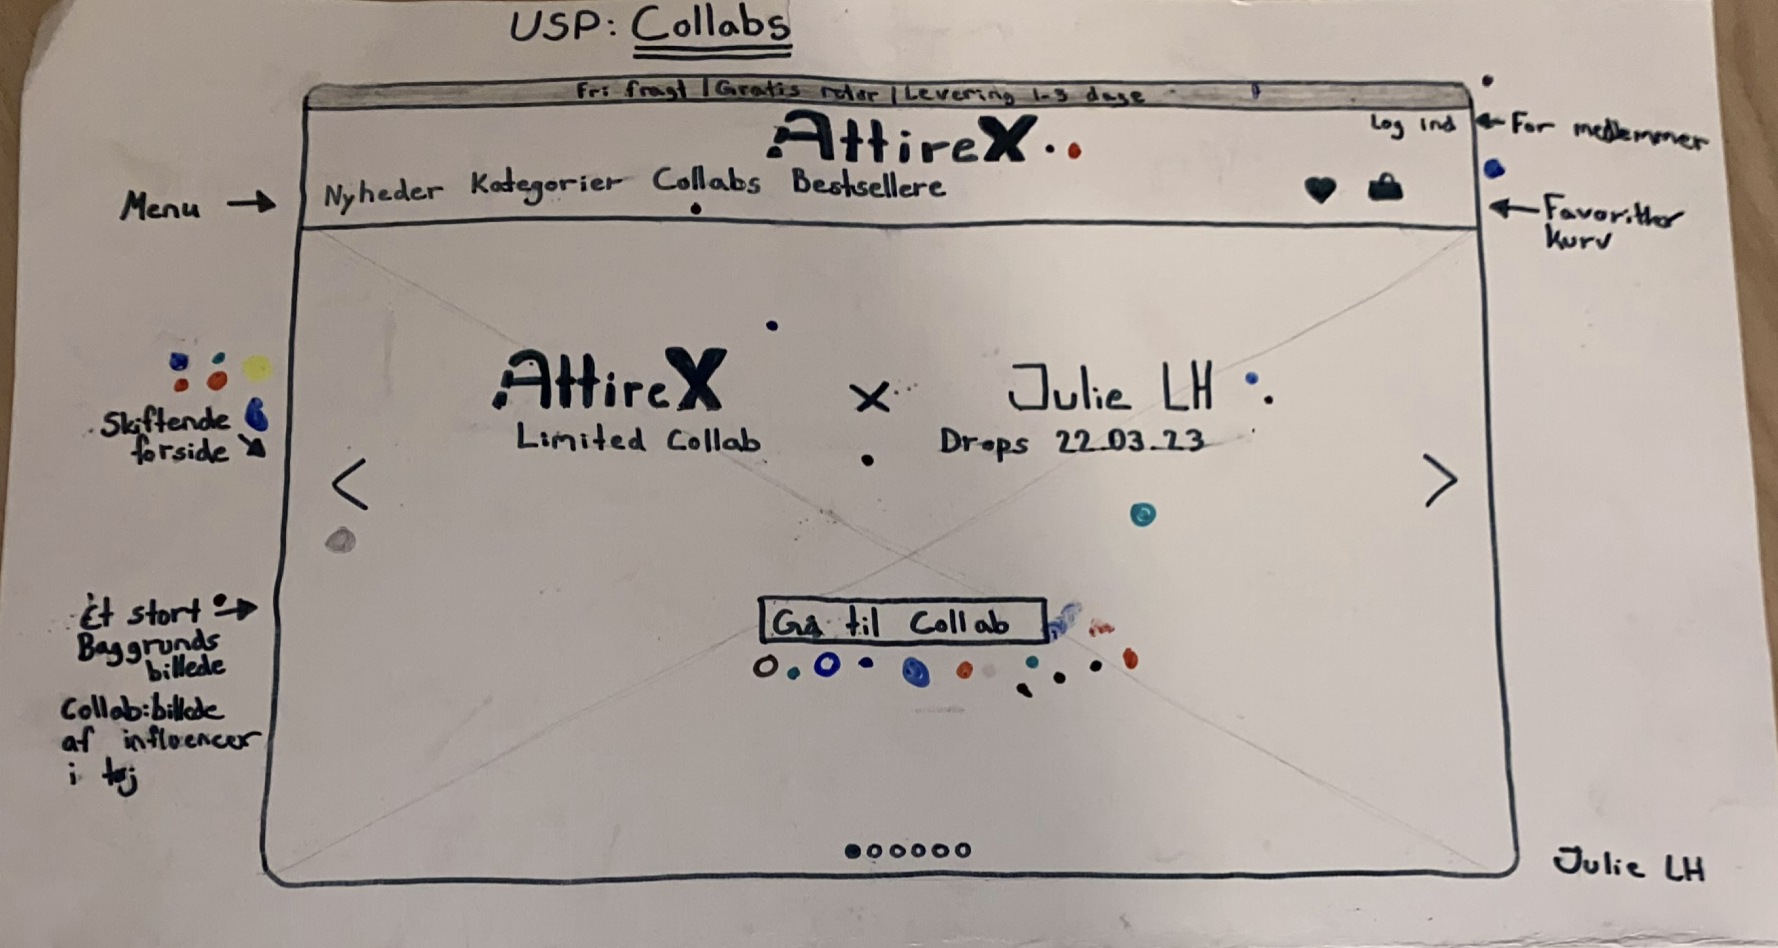 USP: Collabs
Fri fragt | Gratis retur | Levering 1-3 dage
AttireX
Log ind
For medlemmer
Menu
Nyheder Kategorier Collabs Bestsellere
Favoritter
Kurv
AttireX x Julie LH
Limited Collab Drops 22.03.23
Skiftende
forside
< >
Ét stort
Baggrunds
billede
Gå til Collab
Collab: billede
af influencer
i tøj
Julie LH